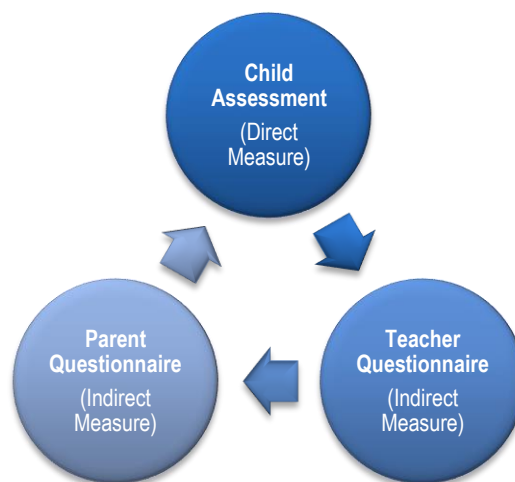 Child
Assessment
(Direct
Measure)
Parent
Questionnaire
(Indirect
Measure)
Teacher
Questionnaire
(Indirect
Measure)